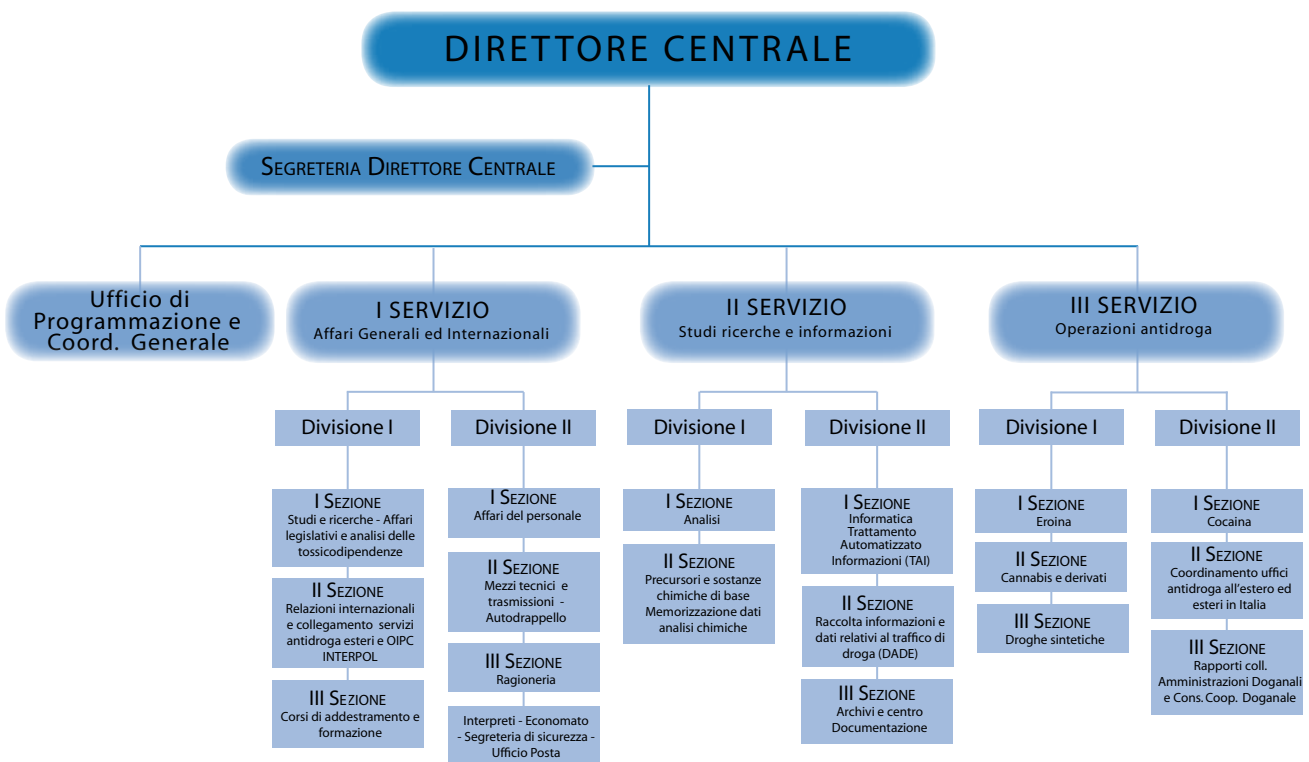 DIRETTORE CENTRALE
SEGRETERIA DIRETTORE CENTRALE
Ufficio di
Programmazione e
Coord. Generale
I SERVIZIO
Affari Generali ed Internazionali
II SERVIZIO
Studi ricerche e informazioni
III SERVIZIO
Operazioni antidroga
Divisione I
I SEZIONE
Studi e ricerche - Affari
legislativi e analisi delle
tossicodipendenze
II SEZIONE
Relazioni internazionali
e collegamento servizi
antidroga esteri e OIPC
INTERPOL
III SEZIONE
Corsi di addestramento e
formazione
Divisione II
I SEZIONE
Affari del personale
II SEZIONE
Mezzi tecnici e
trasmissioni -
Autodrappello
III SEZIONE
Ragioneria
Interpreti - Economato
- Segreteria di sicurezza -
Ufficio Posta
Divisione I
I SEZIONE
Analisi
II SEZIONE
Precursori e sostanze
chimiche di base
Memorizzazione dati
analisi chimiche
Divisione II
I SEZIONE
Informatica
Trattamento
Automatizzato
Informazioni (TAI)
II SEZIONE
Raccolta informazioni e
dati relativi al traffico di
droga (DADE)
III SEZIONE
Archivi e centro
Documentazione
Divisione I
I SEZIONE
Eroina
II SEZIONE
Cannabis e derivati
III SEZIONE
Droghe sintetiche
Divisione II
I SEZIONE
Cocaina
II SEZIONE
Coordinamento uffici
antidroga all'estero ed
esteri in Italia
III SEZIONE
Rapporti coll.
Amministrazioni Doganali
e Cons. Coop. Doganale